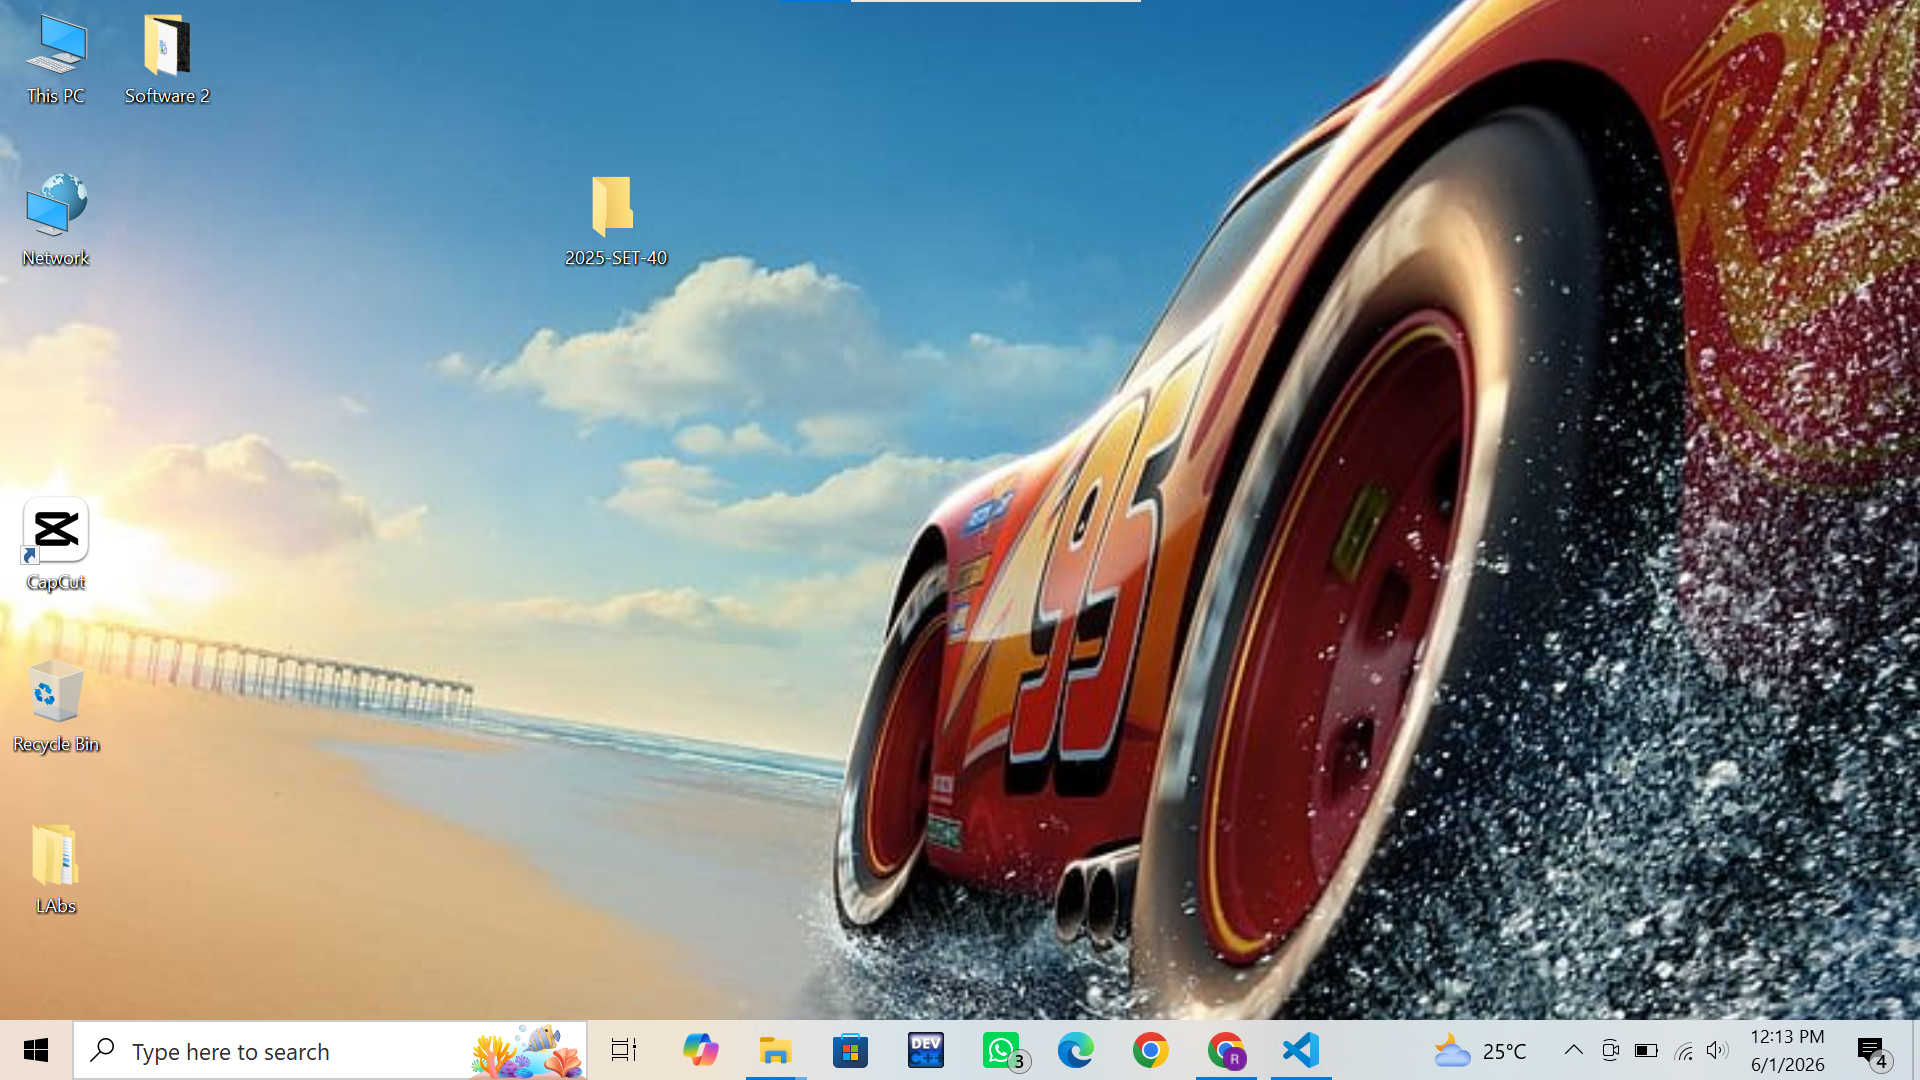 This PC
Software 2
Network
2025-SET-40
CapCut
Recycle Bin
LAbs
95
Type here to search
DEV
C++
3
R
25°C
12:13 PM
6/1/2026
4